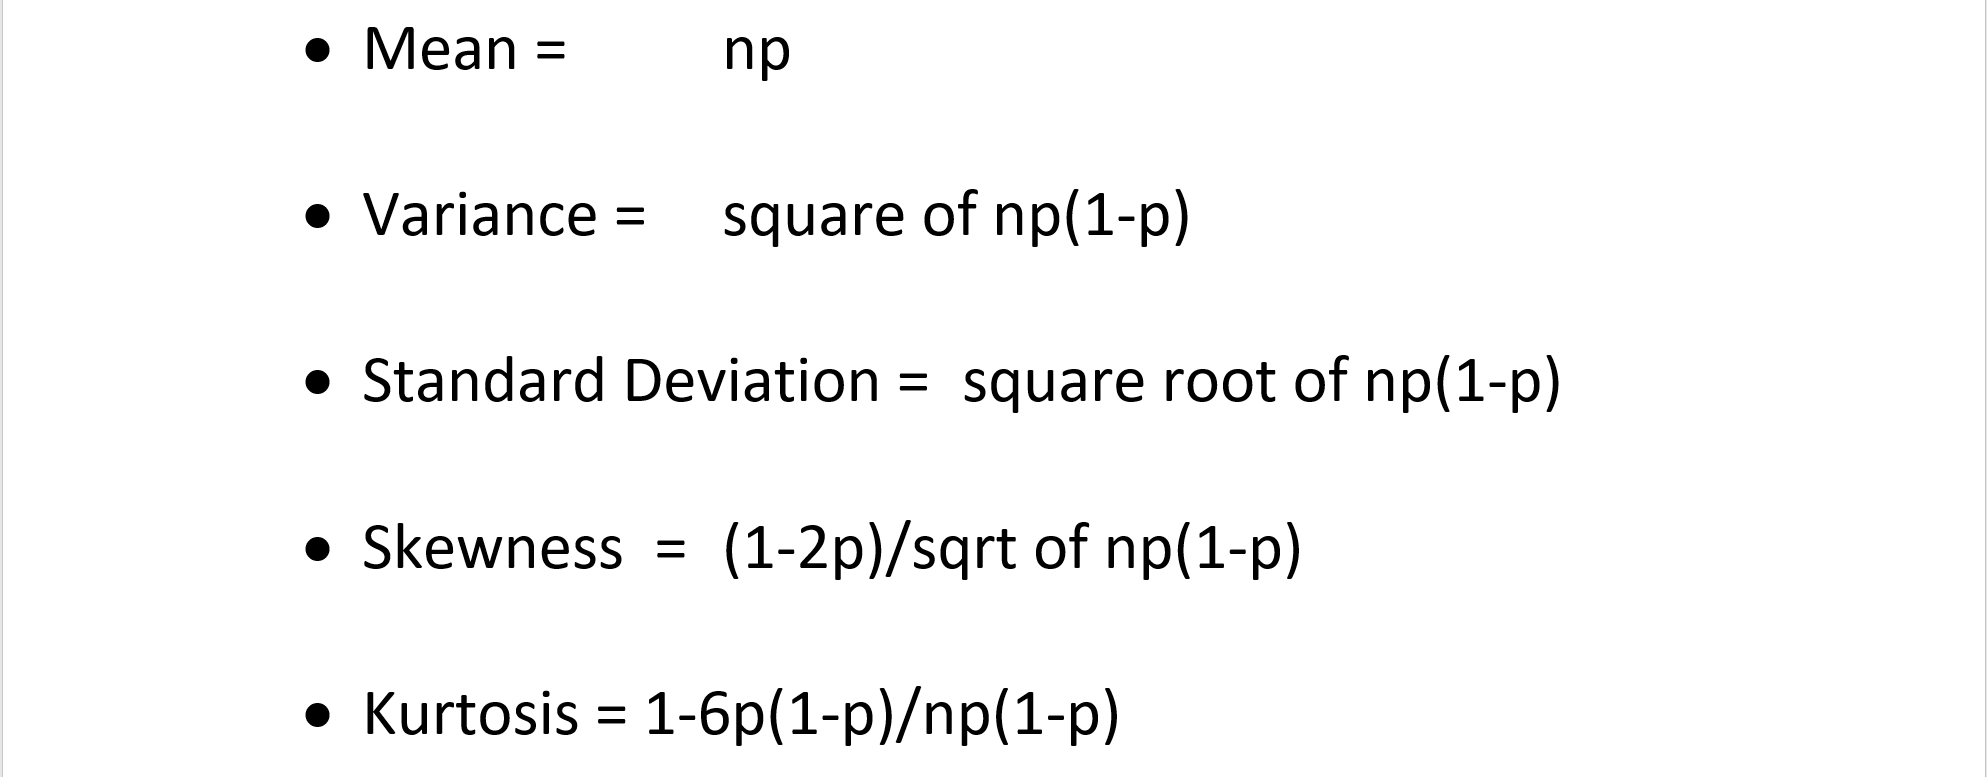 • Mean = np
• Variance = square of np(1-p)
• Standard Deviation = square root of np(1-p)
• Skewness = (1-2p)/sqrt of np(1-p)
• Kurtosis = 1-6p(1-p)/np(1-p)